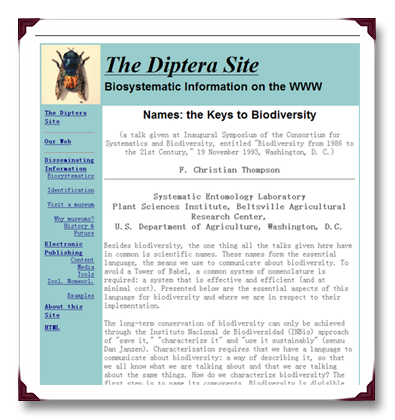 The Diptera Site
Biosystematic Information on the WWW
The Diptera
Site
Our Web
Disseminating
Information
Biosystematics
Identification
Visit a museum
Why museums?
History &
Future
Electronic
Publishing
Content
Media
Tools
Zool. Nomencl.
Examples
About this
Site
HTML
Names: the Keys to Biodiversity
(a talk given at Inaugural Symposium of the Consortium for
Systematics and Biodiversity, entitled "Biodiversity from 1986 to
the 21st Century," 19 November 1993, Washington, D. C.)
F. Christian Thompson
Systematic Entomology Laboratory
Plant Sciences Institute, Beltsville Agricultural
Research Center,
U.S. Department of Agriculture, Washington, D.C.
Besides biodiversity, the one thing all the talks given here have
in common is scientific names. These names form the essential
language, the means we use to communicate about biodiversity. To
avoid a Tower of Babel, a common system of nomenclature is
required: a system that is effective and efficient (and at
minimal cost). Presented below are the essential aspects of this
language for biodiversity and where we are in respect to their
implementation.
The long-term conservation of biodiversity can only be achieved
through the Instituto Nacional de Biodiversidad (INBio) approach
of "save it," "characterize it" and "use it sustainably" (sensu
Dan Janzen). Characterization requires that we have a language to
communicate about biodiversity: a way of describing it, so that
we all know what we are talking about and that we are talking
about the same things. How do we characterize biodiversity? The
first step is to name its components. Biodiversity is divisible